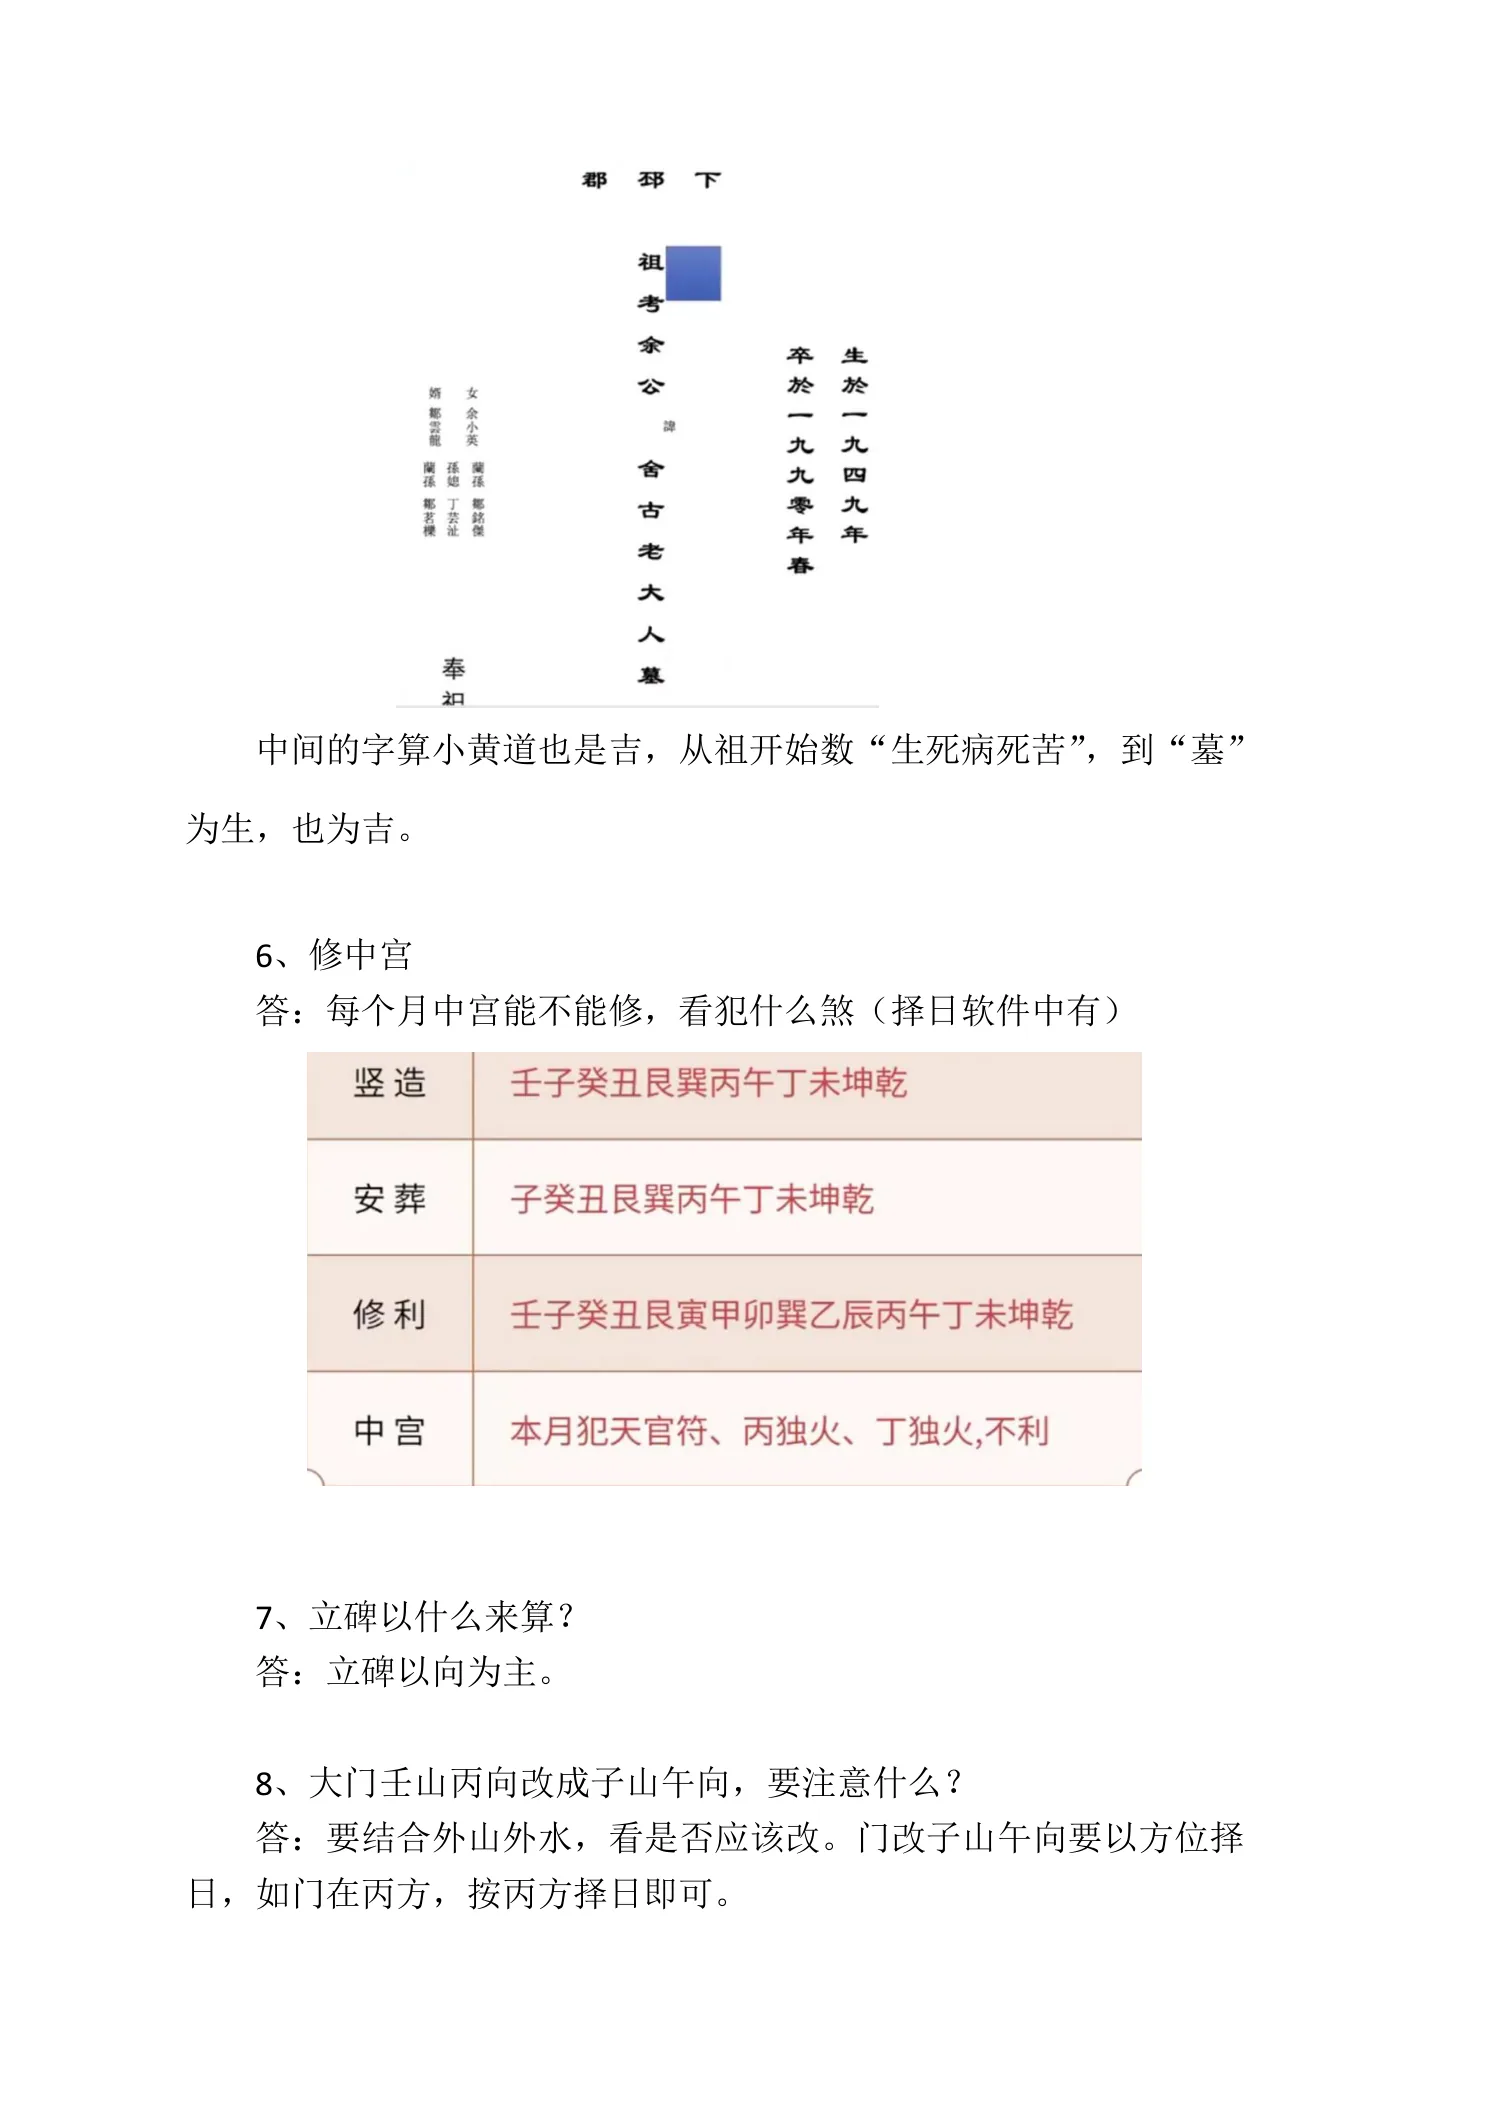 郡 邳 下
生於一九四九年
卒於一九九零年春
祖考余公 諱 舍古老大人墓
女 余小英
婿 鄒雲龍
蘭孫 鄒銘傑
孫媳 丁芸沚
蘭孫 鄒茗櫟
奉祀
中间的字算小黄道也是吉，从祖开始数“生死病死苦”，到“墓”
为生，也为吉。
6、修中宫
答：每个月中宫能不能修，看犯什么煞（择日软件中有）
竖造 壬子癸丑艮巽丙午丁未坤乾
安葬 子癸丑艮巽丙午丁未坤乾
修利 壬子癸丑艮寅甲卯巽乙辰丙午丁未坤乾
中宫 本月犯天官符、丙独火、丁独火,不利
7、立碑以什么来算？
答：立碑以向为主。
8、大门壬山丙向改成子山午向，要注意什么？
答：要结合外山外水，看是否应该改。门改子山午向要以方位择
日，如门在丙方，按丙方择日即可。